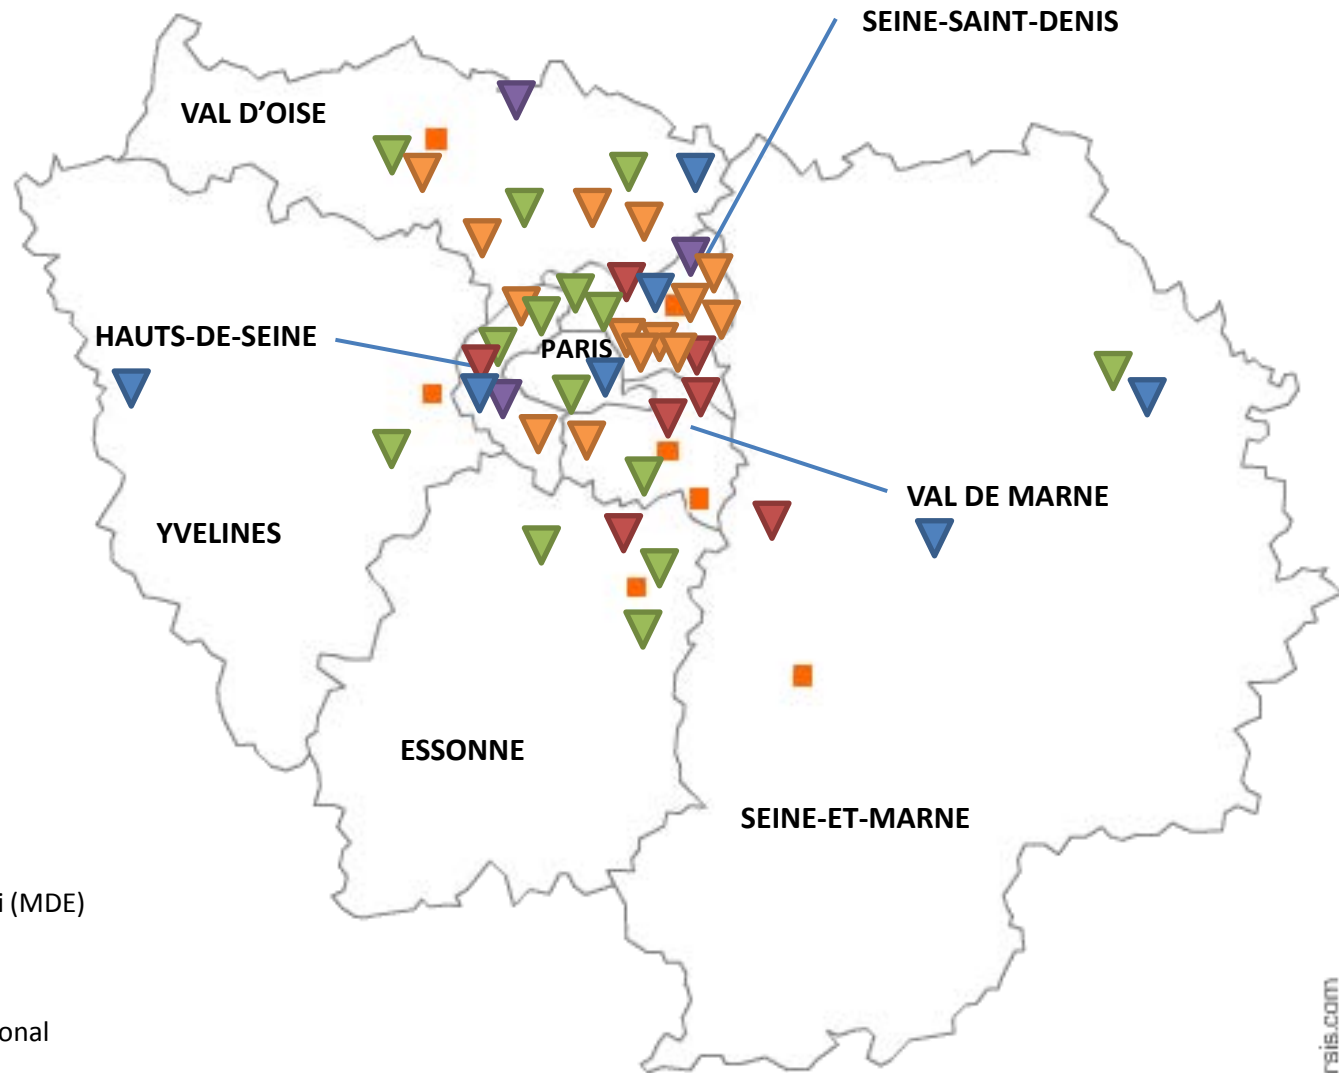 SEINE-SAINT-DENIS
VAL D’OISE
HAUTS-DE-SEINE
PARIS
VAL DE MARNE
YVELINES
ESSONNE
SEINE-ET-MARNE
i (MDE)
onal
rsis.com